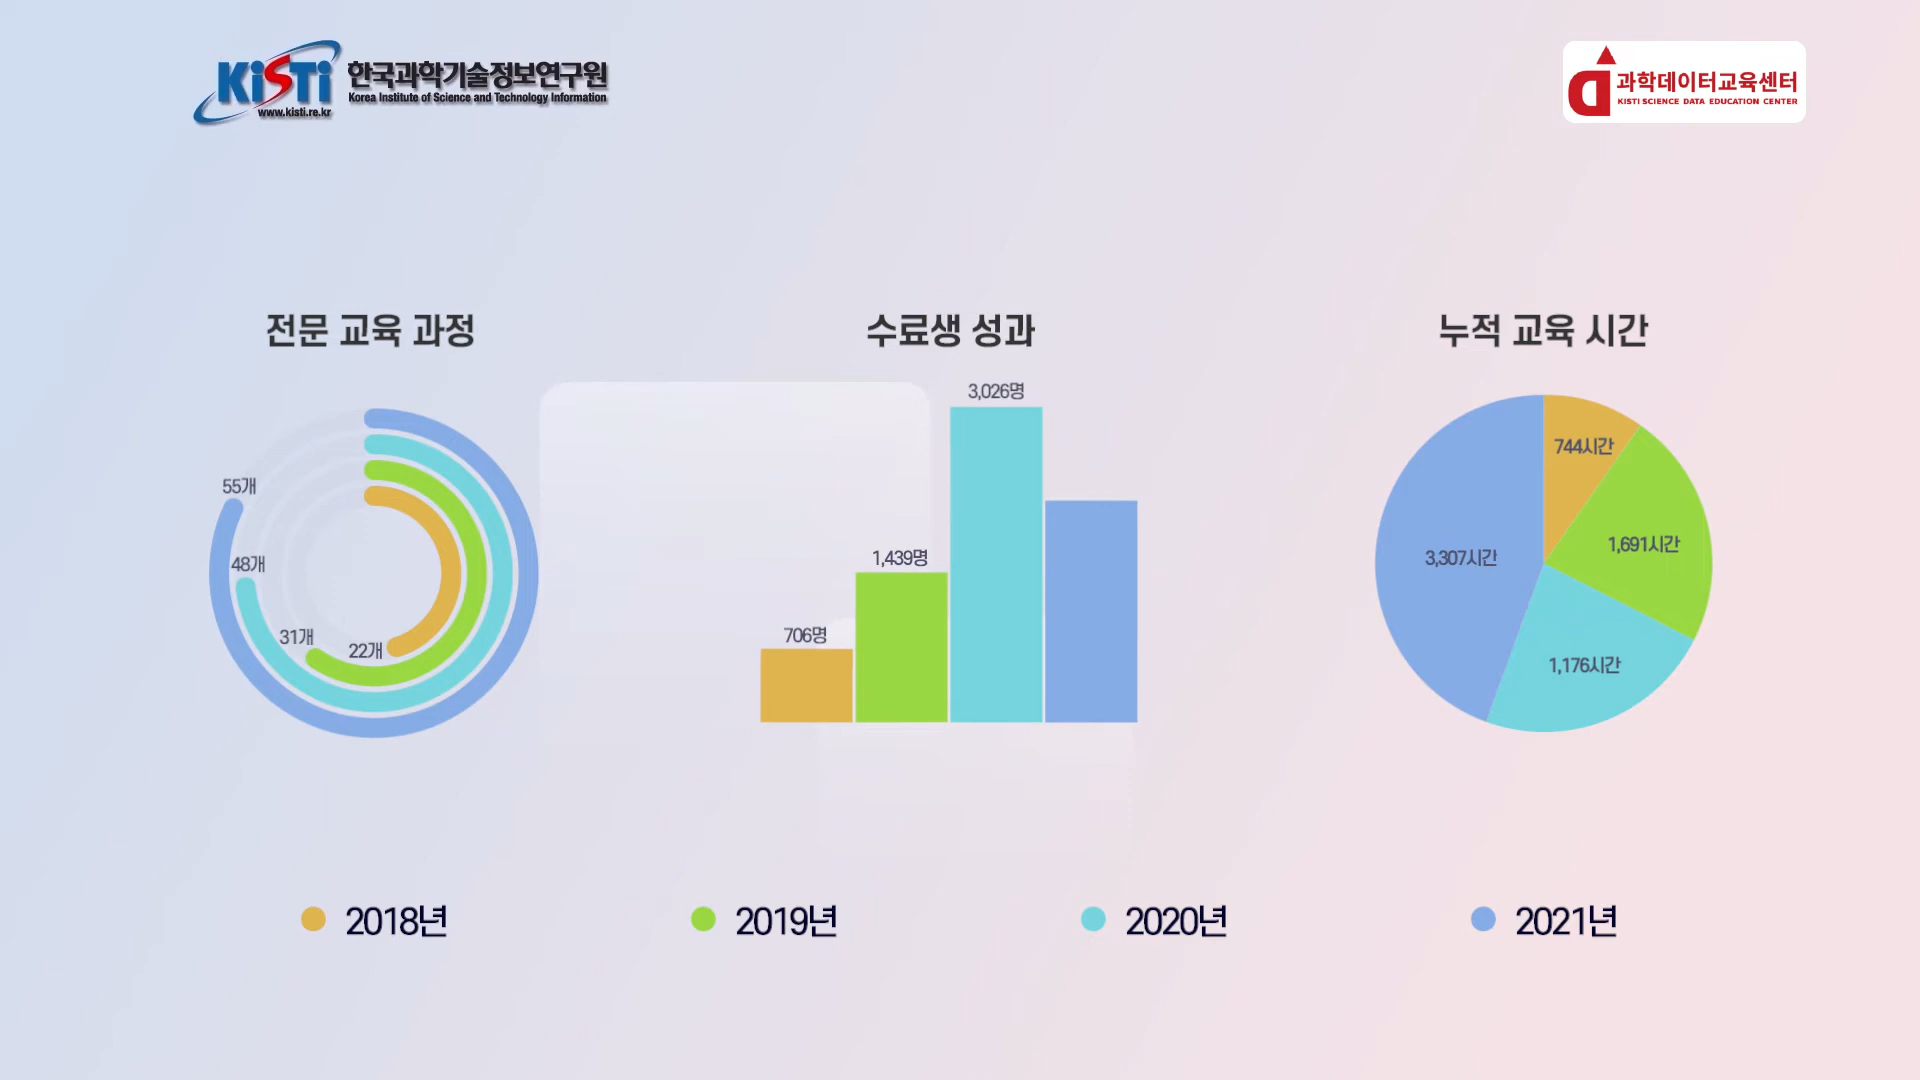 KiSTi 한국과학기술정보연구원
Korea Institute of Science and Technology Information
www.kisti.re.kr
과학데이터교육센터
KISTI SCIENCE DATA EDUCATION CENTER
전문 교육 과정
55개
48개
31개
22개
수료생 성과
706명
1,439명
3,026명
누적 교육 시간
744시간
1,691시간
3,307시간
1,176시간
2018년
2019년
2020년
2021년